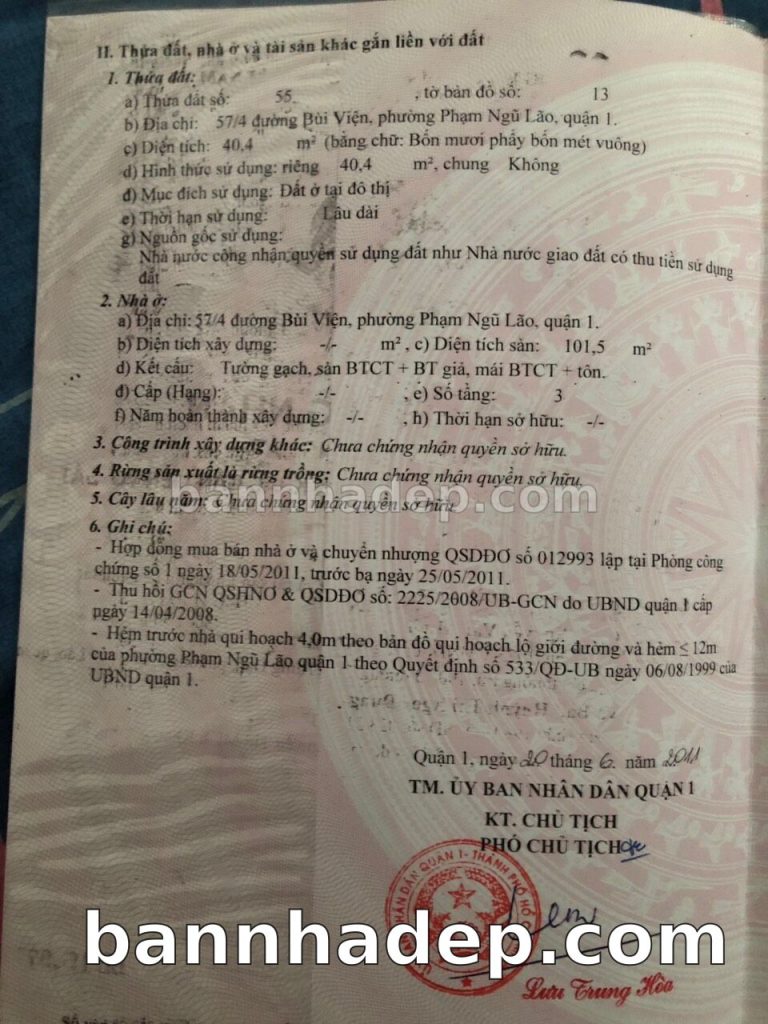 bannhadep.com
II. Thửa đất, nhà ở và tài sản khác gắn liền với đất
1. Thửa đất:
a) Thửa đất số: 55 , tờ bản đồ số: 13
b) Địa chỉ: 57/4 đường Bùi Viện, phường Phạm Ngũ Lão, quận 1.
c) Diện tích: 40,4 m² (bằng chữ: Bốn mươi phẩy bốn mét vuông)
d) Hình thức sử dụng: riêng 40,4 m², chung Không
đ) Mục đích sử dụng: Đất ở tại đô thị
e) Thời hạn sử dụng: Lâu dài
g) Nguồn gốc sử dụng:
Nhà nước công nhận quyền sử dụng đất như Nhà nước giao đất có thu tiền sử dụng
đất
2. Nhà ở:
a) Địa chỉ: 57/4 đường Bùi Viện, phường Phạm Ngũ Lão, quận 1.
b) Diện tích xây dựng: -/- m² , c) Diện tích sàn: 101,5 m²
d) Kết cấu: Tường gạch, sàn BTCT + BT giả, mái BTCT + tôn.
đ) Cấp (Hạng): -/- , e) Số tầng: 3
f) Năm hoàn thành xây dựng: -/- , h) Thời hạn sở hữu: -/-
3. Công trình xây dựng khác: Chưa chứng nhận quyền sở hữu.
4. Rừng sản xuất là rừng trồng: Chưa chứng nhận quyền sở hữu.
5. Cây lâu năm: Chưa chứng nhận quyền sở hữu.
bannhadep.com
6. Ghi chú:
- Hợp đồng mua bán nhà ở và chuyển nhượng QSDĐƠ số 012993 lập tại Phòng công
chứng số 1 ngày 18/05/2011, trước bạ ngày 25/05/2011.
- Thu hồi GCN QSHNƠ & QSDĐƠ số: 2225/2008/UB-GCN do UBND quận 1 cấp
ngày 14/04/2008.
- Hẻm trước nhà qui hoạch 4,0m theo bản đồ qui hoạch lộ giới đường và hẻm ≤ 12m
của phường Phạm Ngũ Lão quận 1 theo Quyết định số 533/QĐ-UB ngày 06/08/1999 của
UBND quận 1.
Quận 1, ngày 20 tháng 6 năm 2011
TM. ỦY BAN NHÂN DÂN QUẬN 1
KT. CHỦ TỊCH
PHÓ CHỦ TỊCH
NHÂN DÂN QUẬN 1 - THÀNH PHỐ HỒ
bannhadep.com
Lưu Trung Hòa